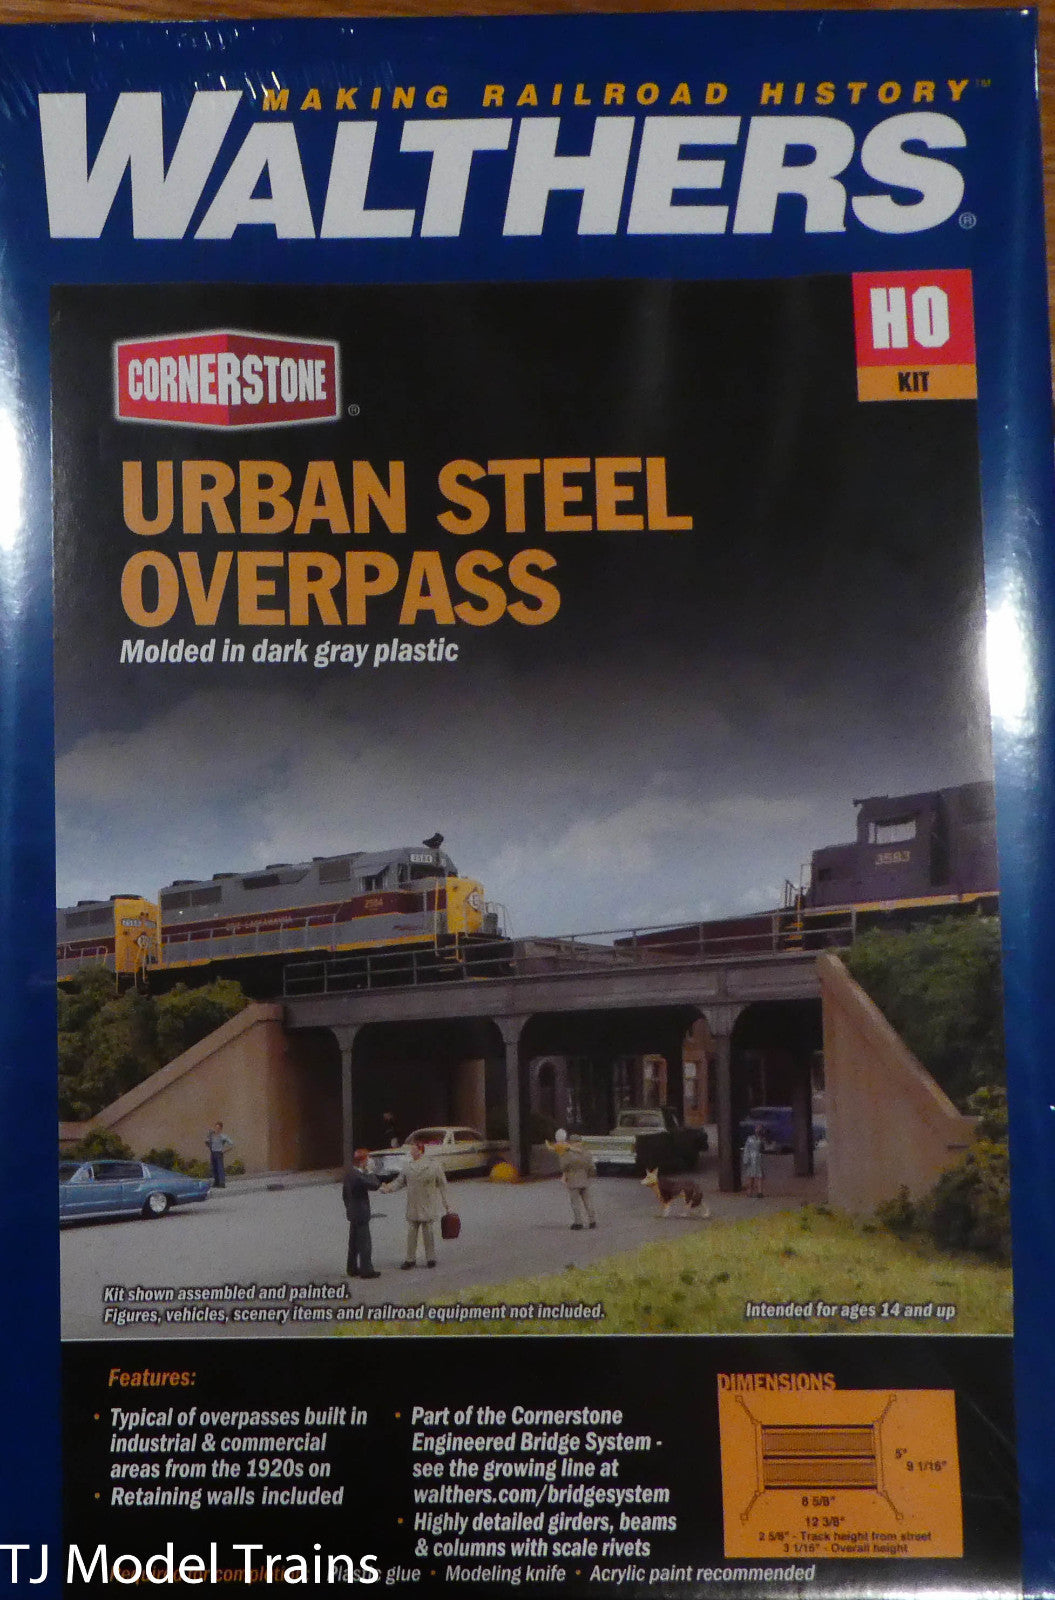 MAKING RAILROAD HISTORY™
WALTHERS®
HO
KIT
CORNERSTONE®
URBAN STEEL
OVERPASS
Molded in dark gray plastic
3583
2584
Kit shown assembled and painted.
Figures, vehicles, scenery items and railroad equipment not included.
Intended for ages 14 and up
Features:
• Typical of overpasses built in
industrial & commercial
areas from the 1920s on
• Retaining walls included
• Part of the Cornerstone
Engineered Bridge System -
see the growing line at
walthers.com/bridgesystem
• Highly detailed girders, beams
& columns with scale rivets
DIMENSIONS
5"
9 1/16"
8 5/8"
12 3/8"
2 5/8" - Track height from street
3 1/16" - Overall height
Plastic glue • Modeling knife • Acrylic paint recommended
TJ Model Trains